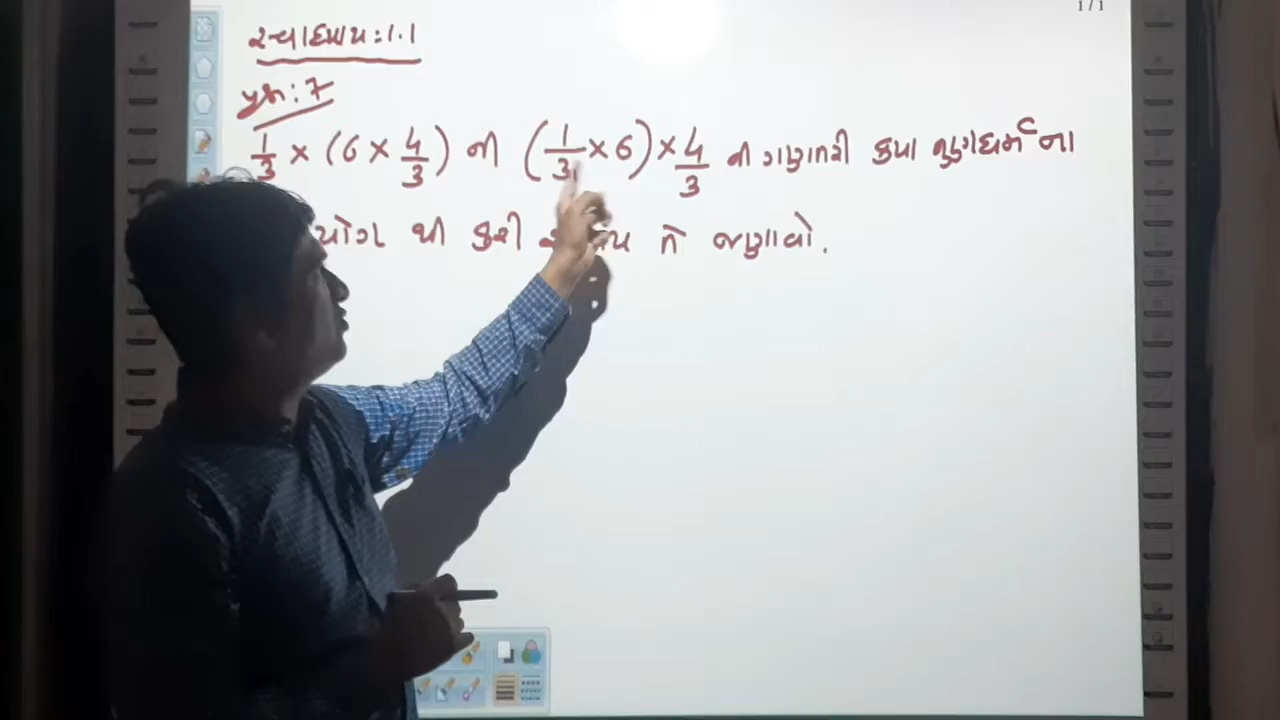 1/1
સ્વાધ્યાય:1.1
પ્રશ્ન:7
1/3 × (6 × 4/3) ની (1/3 × 6) × 4/3 ની ગણતરી કયા ગુણધર્મ ના
યોગ થી કરી તે જણાવો.